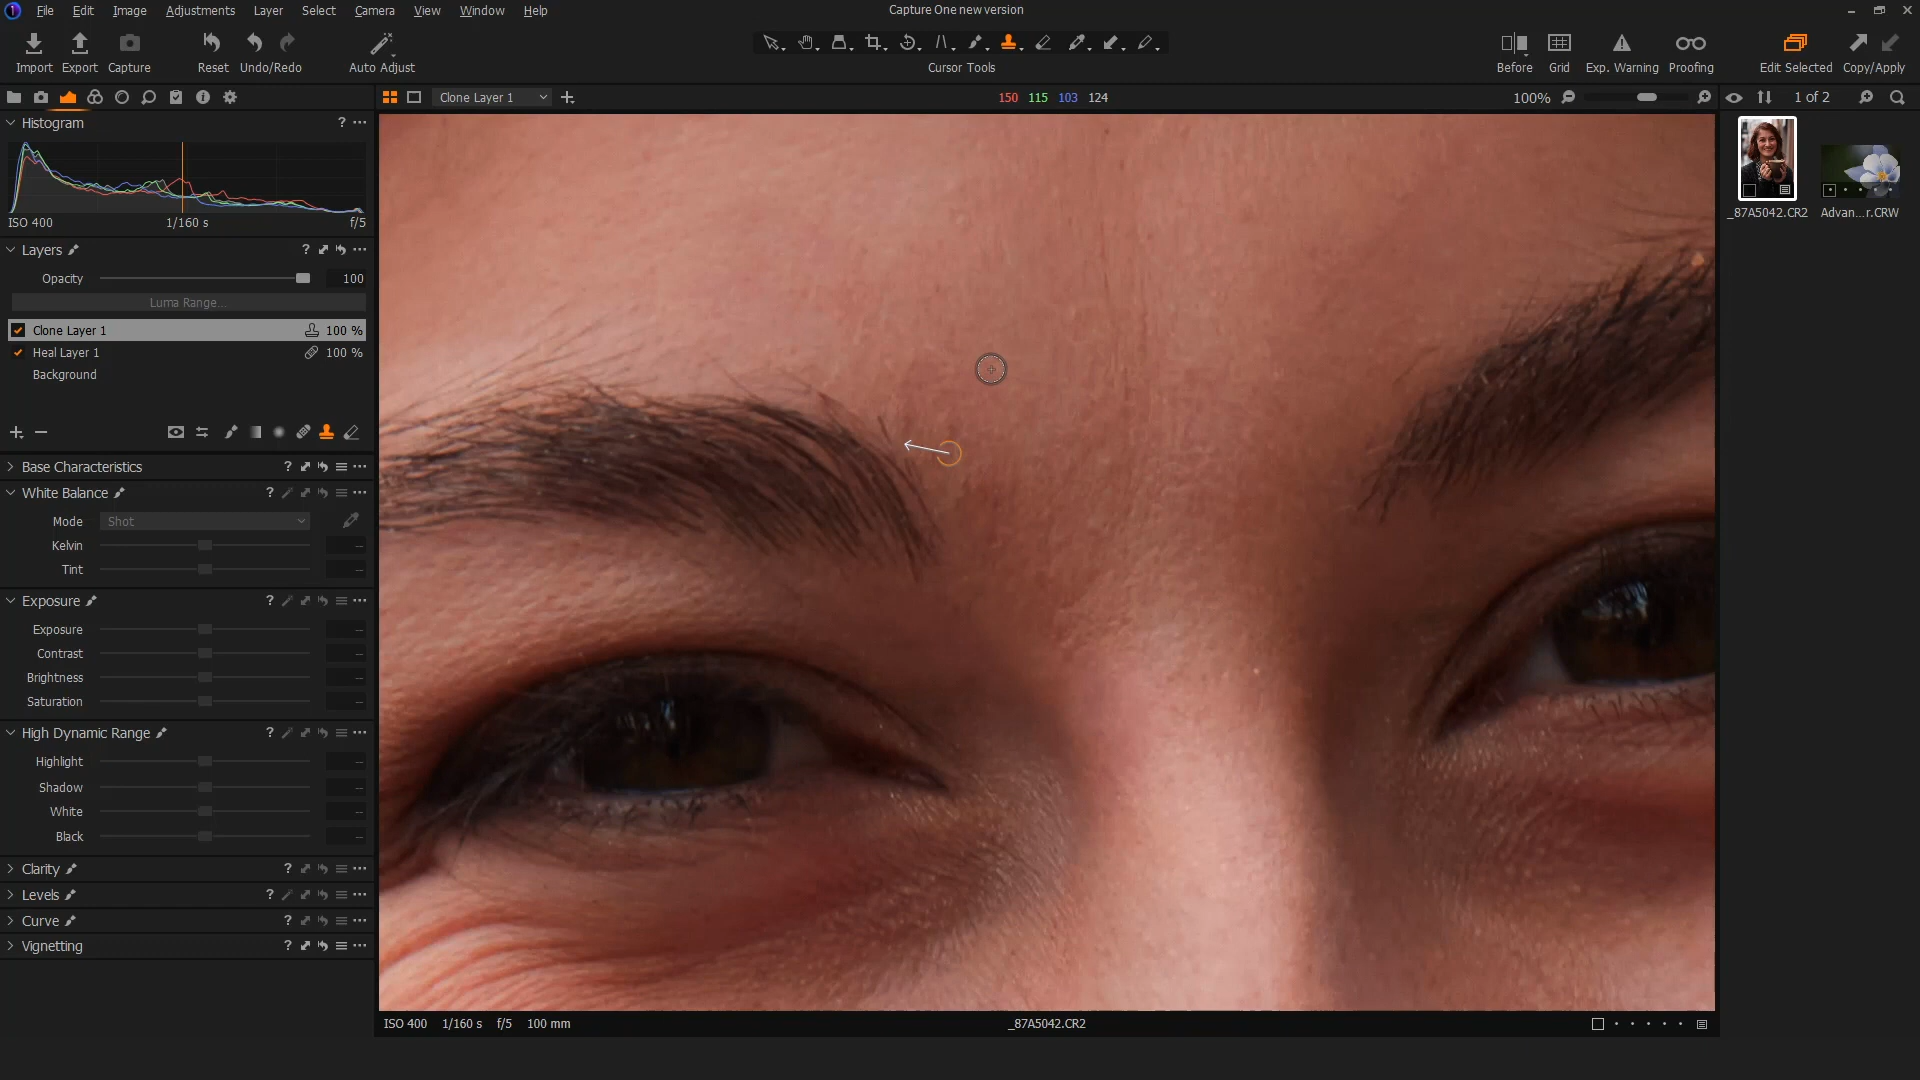 File Edit Image Adjustments Layer Select Camera View Window Help
Capture One new version
Import Export Capture Reset Undo/Redo Auto Adjust
Cursor Tools
Before Grid Exp. Warning Proofing Edit Selected Copy/Apply
Clone Layer 1
150 115 103 124
100%
1 of 2
Histogram ?
ISO 400 1/160 s f/5
Layers ?
Opacity 100
Luma Range...
Clone Layer 1 100 %
Heal Layer 1 100 %
Background
Base Characteristics ?
White Balance ?
Mode Shot
Kelvin --
Tint --
Exposure ?
Exposure --
Contrast --
Brightness --
Saturation --
High Dynamic Range ?
Highlight --
Shadow --
White --
Black --
Clarity ?
Levels ?
Curve ?
Vignetting ?
_87A5042.CR2 Advan...r.CRW
ISO 400 1/160 s f/5 100 mm
_87A5042.CR2